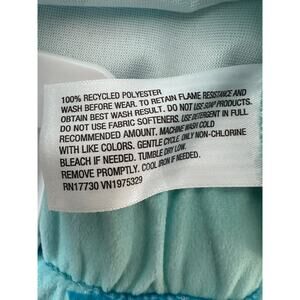 100% RECYCLED POLYESTER
WASH BEFORE WEAR. TO RETAIN FLAME RESISTANCE AND
OBTAIN BEST WASH RESULT. DO NOT USE SOAP PRODUCTS.
DO NOT USE FABRIC SOFTENERS. USE DETERGENT IN FULL
RECOMMENDED AMOUNT. MACHINE WASH COLD
WITH LIKE COLORS. GENTLE CYCLE. ONLY NON-CHLORINE
BLEACH IF NEEDED. TUMBLE DRY LOW.
REMOVE PROMPTLY. COOL IRON IF NEEDED.
RN17730 VN1975329